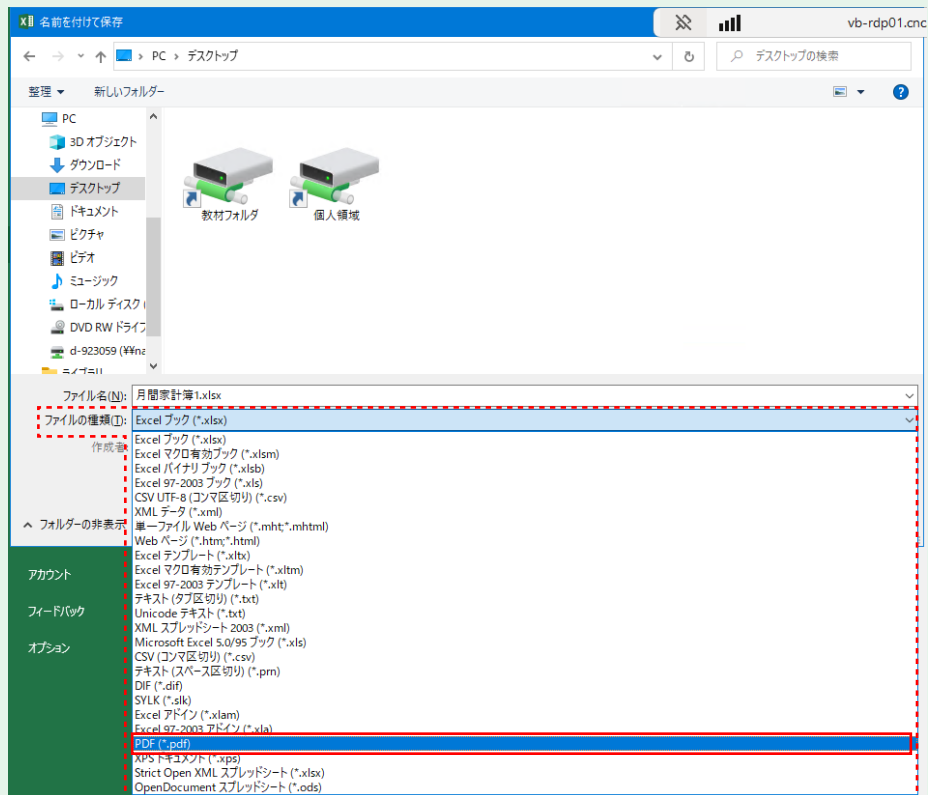 名前を付けて保存
vb-rdp01.cnc
PC › デスクトップ
デスクトップの検索
整理
新しいフォルダー
PC
3D オブジェクト
ダウンロード
デスクトップ
ドキュメント
ピクチャ
ビデオ
ミュージック
ローカル ディスク (
DVD RW ドライブ
d-923059 (¥¥na
ライブラリ
教材フォルダ
個人領域
ファイル名(N):
月間家計簿1.xlsx
ファイルの種類(T):
Excel ブック (*.xlsx)
作成者
Excel ブック (*.xlsx)
Excel マクロ有効ブック (*.xlsm)
Excel バイナリ ブック (*.xlsb)
Excel 97-2003 ブック (*.xls)
CSV UTF-8 (コンマ区切り) (*.csv)
XML データ (*.xml)
単一ファイル Web ページ (*.mht;*.mhtml)
Web ページ (*.htm;*.html)
Excel テンプレート (*.xltx)
Excel マクロ有効テンプレート (*.xltm)
Excel 97-2003 テンプレート (*.xlt)
テキスト (タブ区切り) (*.txt)
Unicode テキスト (*.txt)
XML スプレッドシート 2003 (*.xml)
Microsoft Excel 5.0/95 ブック (*.xls)
CSV (コンマ区切り) (*.csv)
テキスト (スペース区切り) (*.prn)
DIF (*.dif)
SYLK (*.slk)
Excel アドイン (*.xlam)
Excel 97-2003 アドイン (*.xla)
PDF (*.pdf)
XPS ドキュメント (*.xps)
Strict Open XML スプレッドシート (*.xlsx)
OpenDocument スプレッドシート (*.ods)
フォルダーの非表示
アカウント
フィードバック
オプション